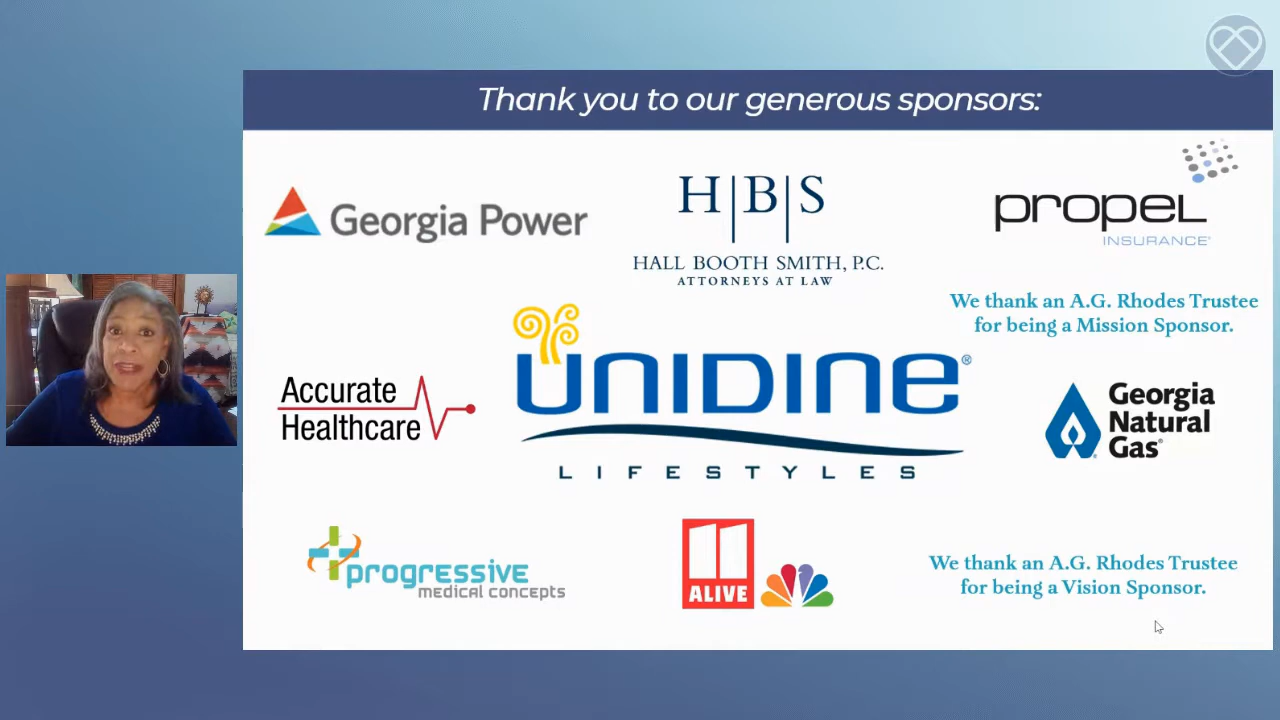 Thank you to our generous sponsors:
Georgia Power
H|B|S
HALL BOOTH SMITH, P.C.
ATTORNEYS AT LAW
propel
INSURANCE®
We thank an A.G. Rhodes Trustee
for being a Mission Sponsor.
Accurate
Healthcare
UNIDINE®
LIFESTYLES
Georgia
Natural
Gas®
progressive
medical concepts
11
ALIVE
We thank an A.G. Rhodes Trustee
for being a Vision Sponsor.